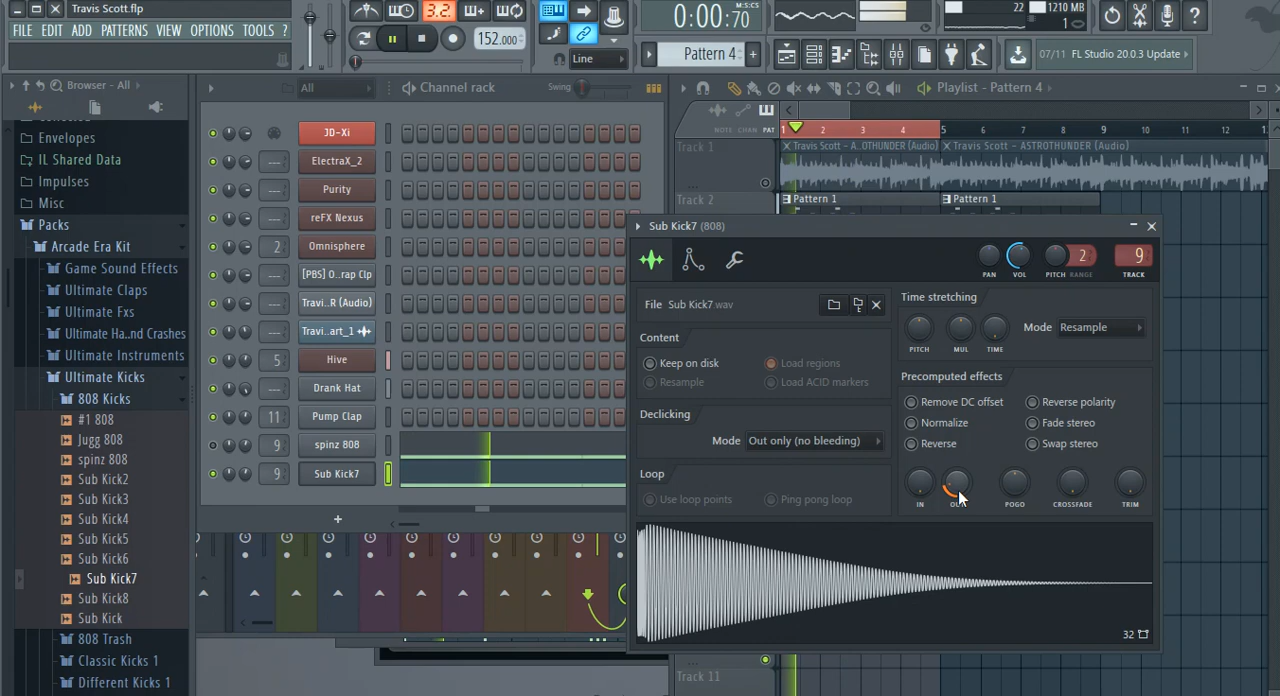 Travis Scott.flp
FILE EDIT ADD PATTERNS VIEW OPTIONS TOOLS ?
3.2.
152.000
Line
0:00:70
M:S:CS
22
1210 MB
1
Pattern 4
+
07/11 FL Studio 20.0.3 Update
Browser - All
Envelopes
IL Shared Data
Impulses
Misc
Packs
Arcade Era Kit
Game Sound Effects
Ultimate Claps
Ultimate Fxs
Ultimate Ha..nd Crashes
Ultimate Instruments
Ultimate Kicks
808 Kicks
#1 808
Jugg 808
spinz 808
Sub Kick2
Sub Kick3
Sub Kick4
Sub Kick5
Sub Kick6
Sub Kick7
Sub Kick8
Sub Kick
808 Trash
Classic Kicks 1
Different Kicks 1
All
Channel rack
Swing
JD-Xi
--- ElectraX_2
--- Purity
--- reFX Nexus
2 Omnisphere
--- [PBS] O..rap Clp
--- Travi..R (Audio)
--- Travi..art_1
5 Hive
--- Drank Hat
11 Pump Clap
9 spinz 808
9 Sub Kick7
+
Playlist - Pattern 4
NOTE CHAN PAT
1 2 3 4 5 6 7 8 9 10 11 12 1
Track 1
Travis Scott - A..OTHUNDER (Audio)
Travis Scott - ASTROTHUNDER (Audio)
Track 2
Pattern 1
Pattern 1
Track 11
Sub Kick7 (808)
PAN VOL PITCH RANGE
2
9
TRACK
File Sub Kick7.wav
Content
Keep on disk
Load regions
Resample
Load ACID markers
Declicking
Mode Out only (no bleeding)
Loop
Use loop points
Ping pong loop
Time stretching
PITCH MUL TIME
Mode Resample
Precomputed effects
Remove DC offset
Reverse polarity
Normalize
Fade stereo
Reverse
Swap stereo
IN OUT POGO CROSSFADE TRIM
32